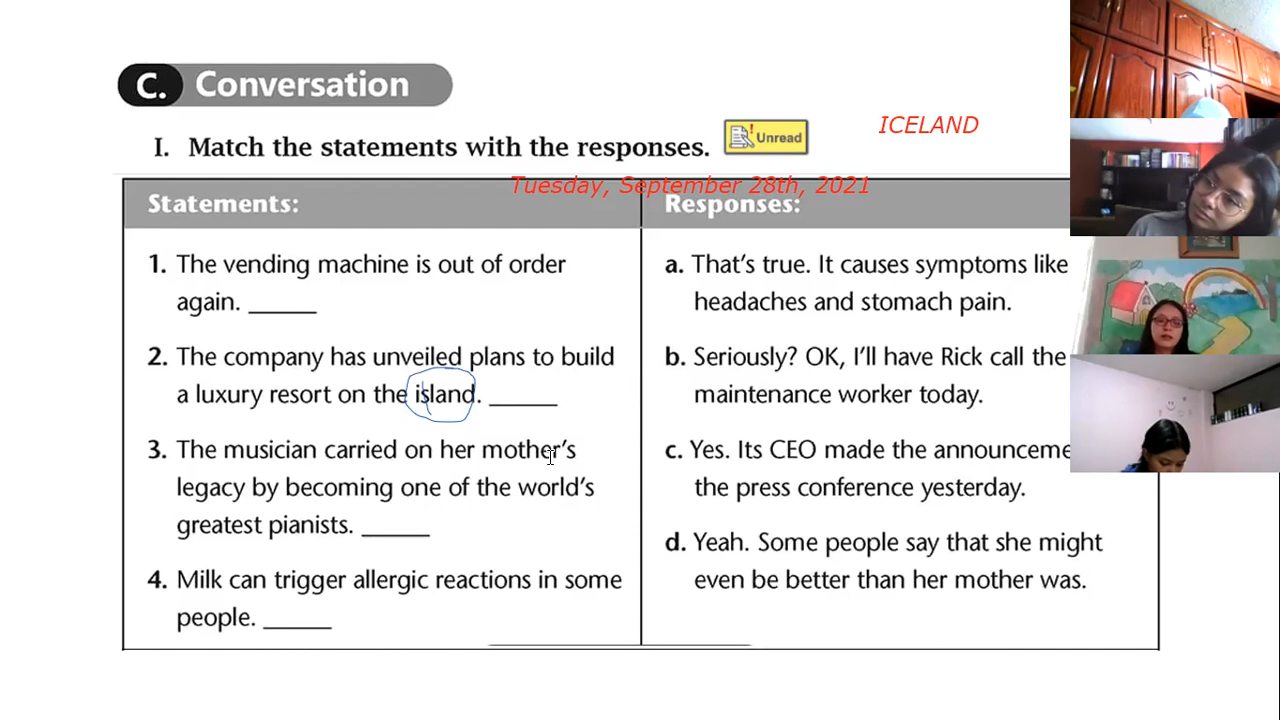 C. Conversation
I. Match the statements with the responses.
Unread
ICELAND
Tuesday, September 28th, 2021
Statements:
1. The vending machine is out of order
again. ______
2. The company has unveiled plans to build
a luxury resort on the island. ______
3. The musician carried on her mother's
legacy by becoming one of the world's
greatest pianists. ______
4. Milk can trigger allergic reactions in some
people. ______
Responses:
a. That's true. It causes symptoms like
headaches and stomach pain.
b. Seriously? OK, I'll have Rick call the
maintenance worker today.
c. Yes. Its CEO made the announceme
the press conference yesterday.
d. Yeah. Some people say that she might
even be better than her mother was.